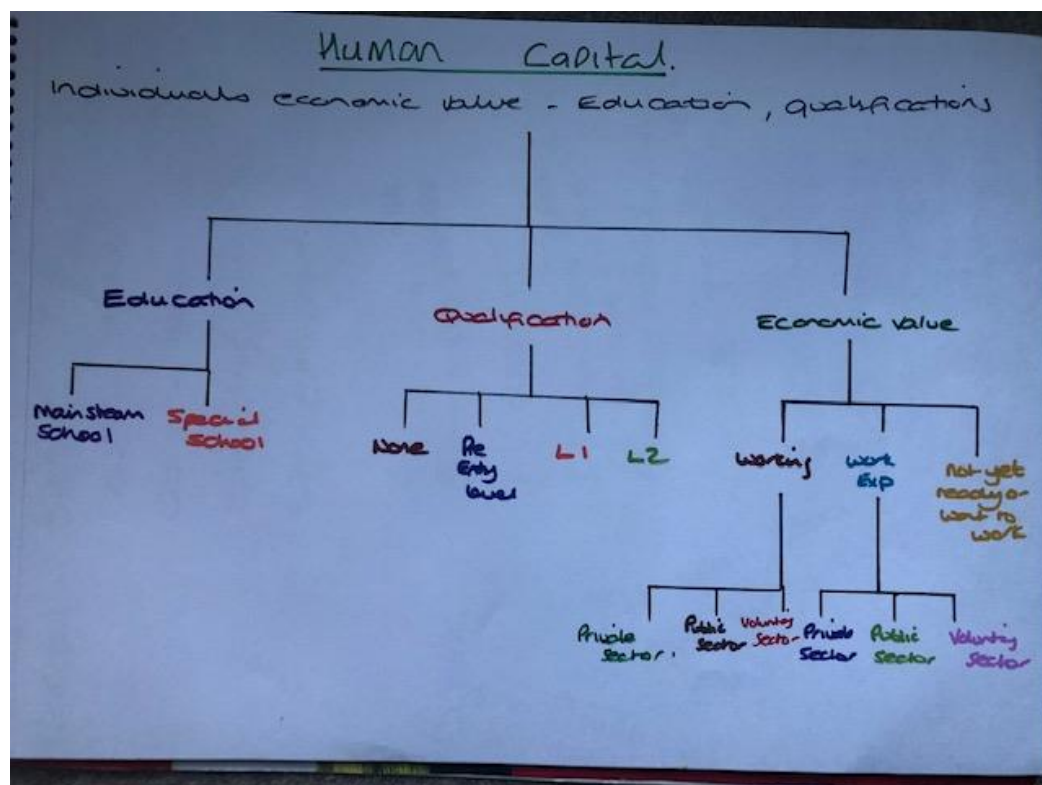 Human Capital.
Individuals economic value - Education, qualifications
Education
Qualification
Economic value
Mainstream
School
Special
School
None
Pre
Entry
level
L1
L2
working
work
Exp
not yet
ready or
want to
work
Private
sector.
Public
sector
Voluntary
Sector
Private
sector
Public
sector
Voluntary
sector